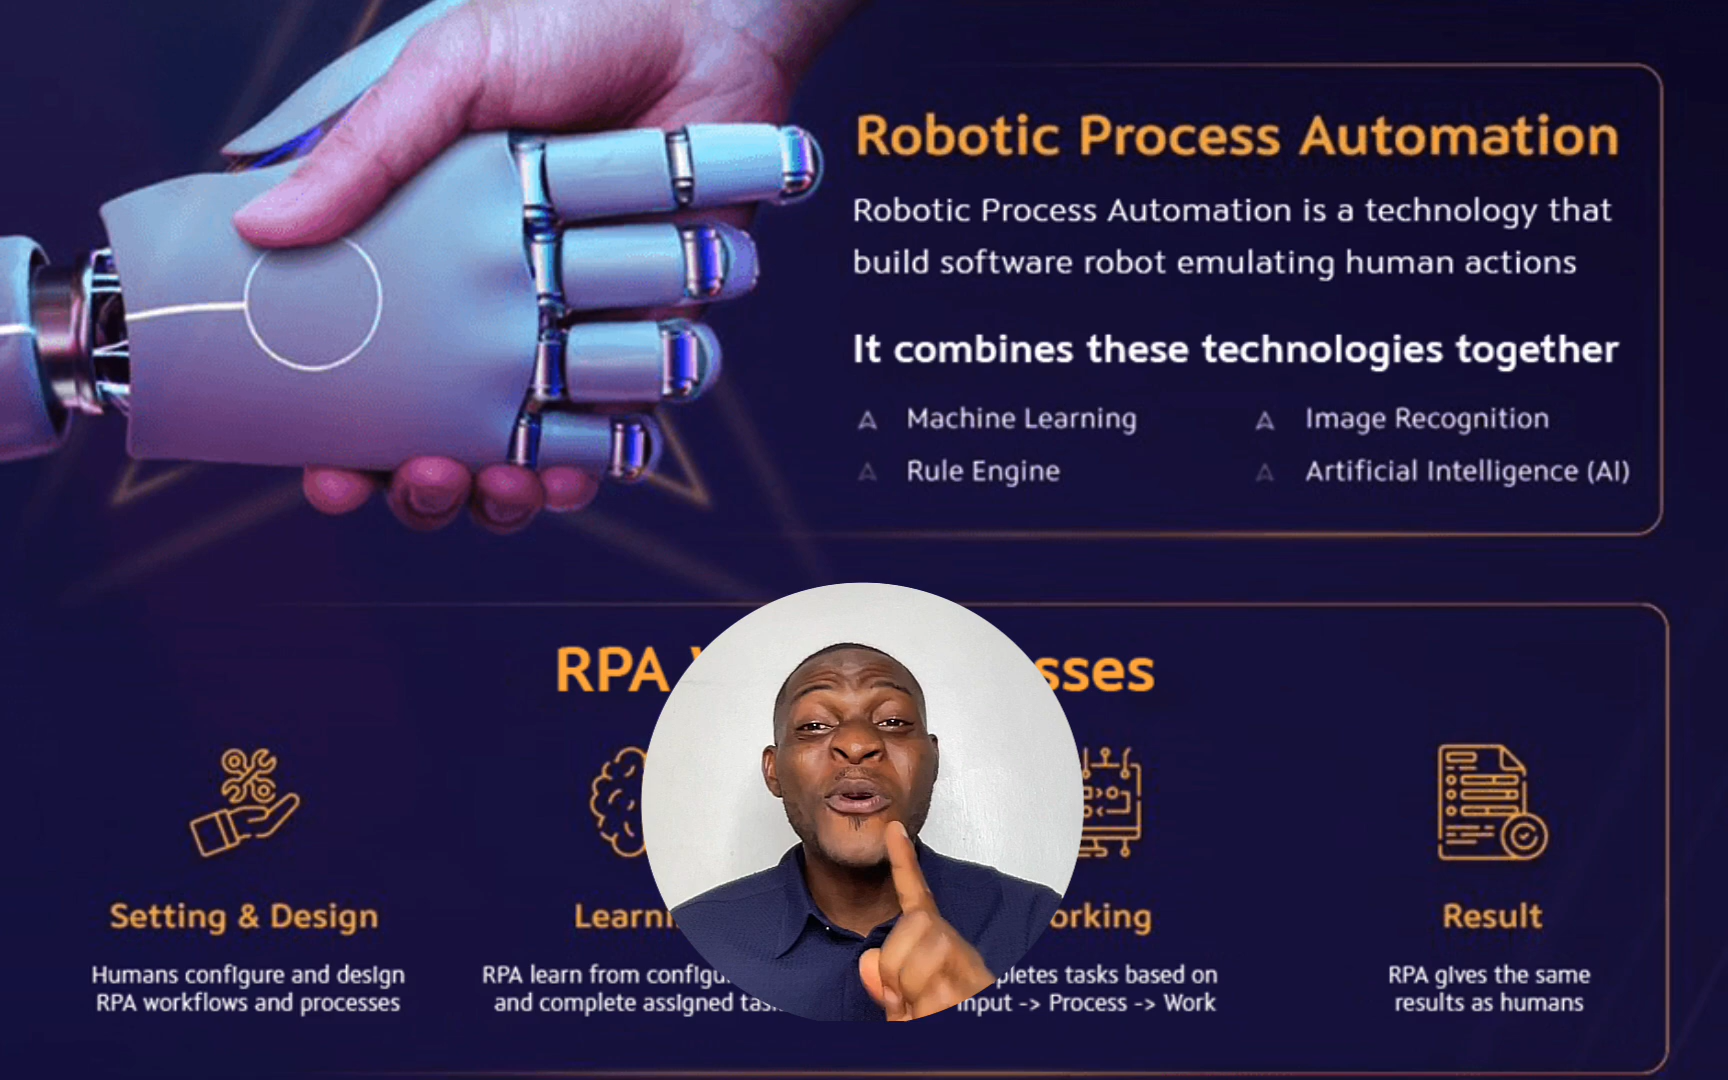 Robotic Process Automation
Robotic Process Automation is a technology that
build software robot emulating human actions
It combines these technologies together
Machine Learning
Image Recognition
Rule Engine
Artificial Intelligence (AI)
RPA
Setting & Design
Result
Humans configure and design
RPA workflows and processes
RPA learn from
and complete assigned
tasks based on
Input -> Process -> Work
RPA gives the same
results as humans